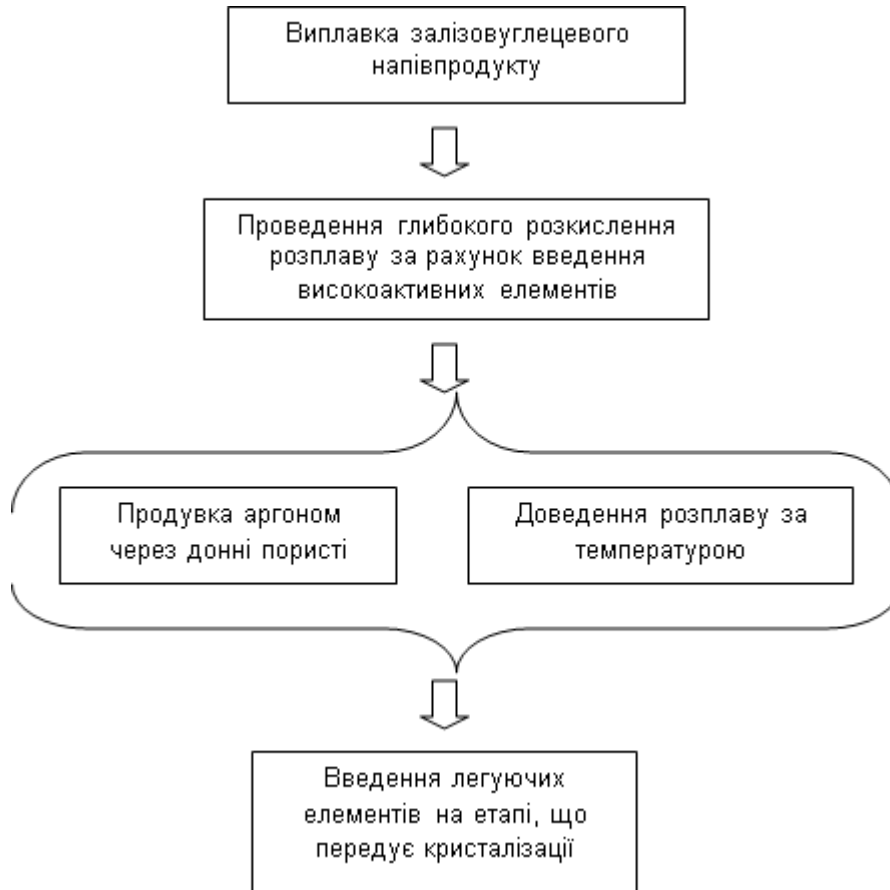 Виплавка залізовуглецевого
напівпродукту
Проведення глибокого розкислення
розплаву за рахунок введення
високоактивних елементів
Продувка аргоном
через донні пористі
Доведення розплаву за
температурою
Введення легуючих
елементів на етапі, що
передує кристалізації